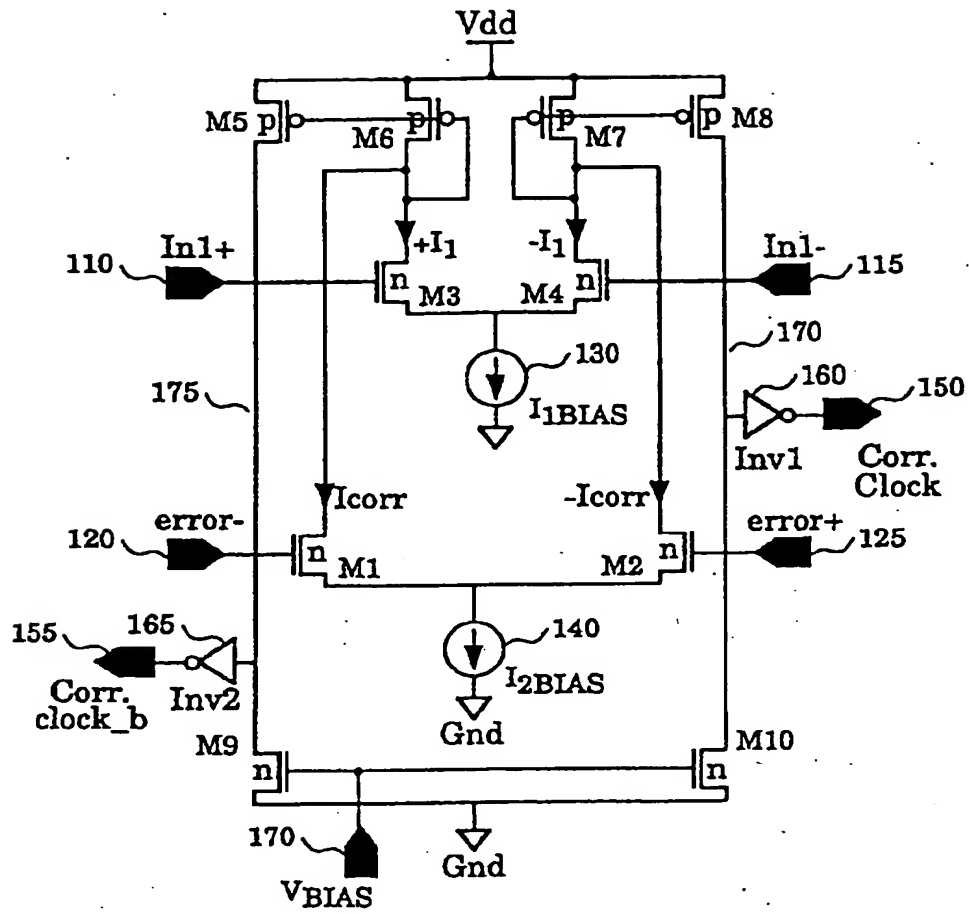 Vdd
M5 p p M6 p M7 p M8
+I1 -I1
In1+ In1-
110 n M3 M4 n 115
130 170
175 160 150
I1BIAS
Inv1 Corr.
Clock
Icorr -Icorr
error- error+
120 n M1 M2 n 125
155 165 140
I2BIAS
Corr.
clock_b Inv2
Gnd
M9 M10
n n
170 Gnd
VBIAS